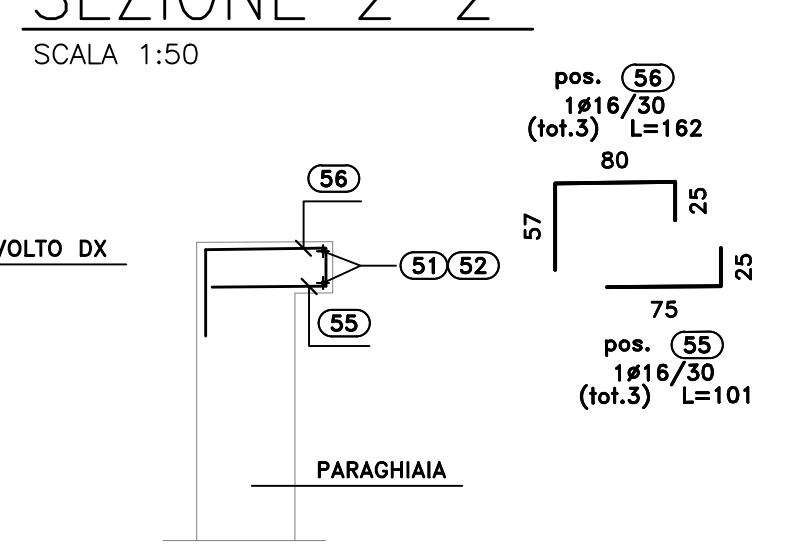 SEZIONE 2-2
SCALA 1:50
pos. 56
1ø16/30
(tot.3) L=162
80
57
25
56
VOLTO DX
51 52
55
25
75
pos. 55
1ø16/30
(tot.3) L=101
PARAGHIAIA